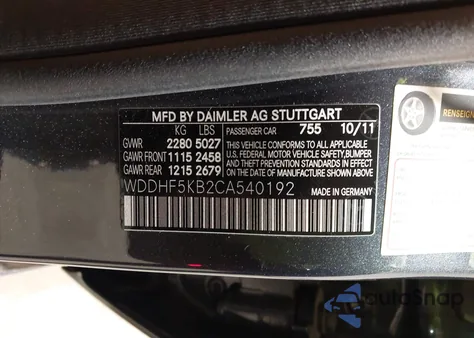 MFD BY DAIMLER AG STUTTGART
KG LBS PASSENGER CAR 755 10/11
GVWR 2280 5027 THIS VEHICLE CONFORMS TO ALL APPLICABLE
GAWR FRONT 1115 2458 U.S. FEDERAL MOTOR VEHICLE SAFETY, BUMPER,
GAWR REAR 1215 2679 AND THEFT PREVENTION STANDARDS IN EFFECT
ON THE DATE OF MANUFACTURE SHOWN ABOVE
WDDHF5KB2CA540192 MADE IN GERMANY
RENSEIGN
AutoSnap